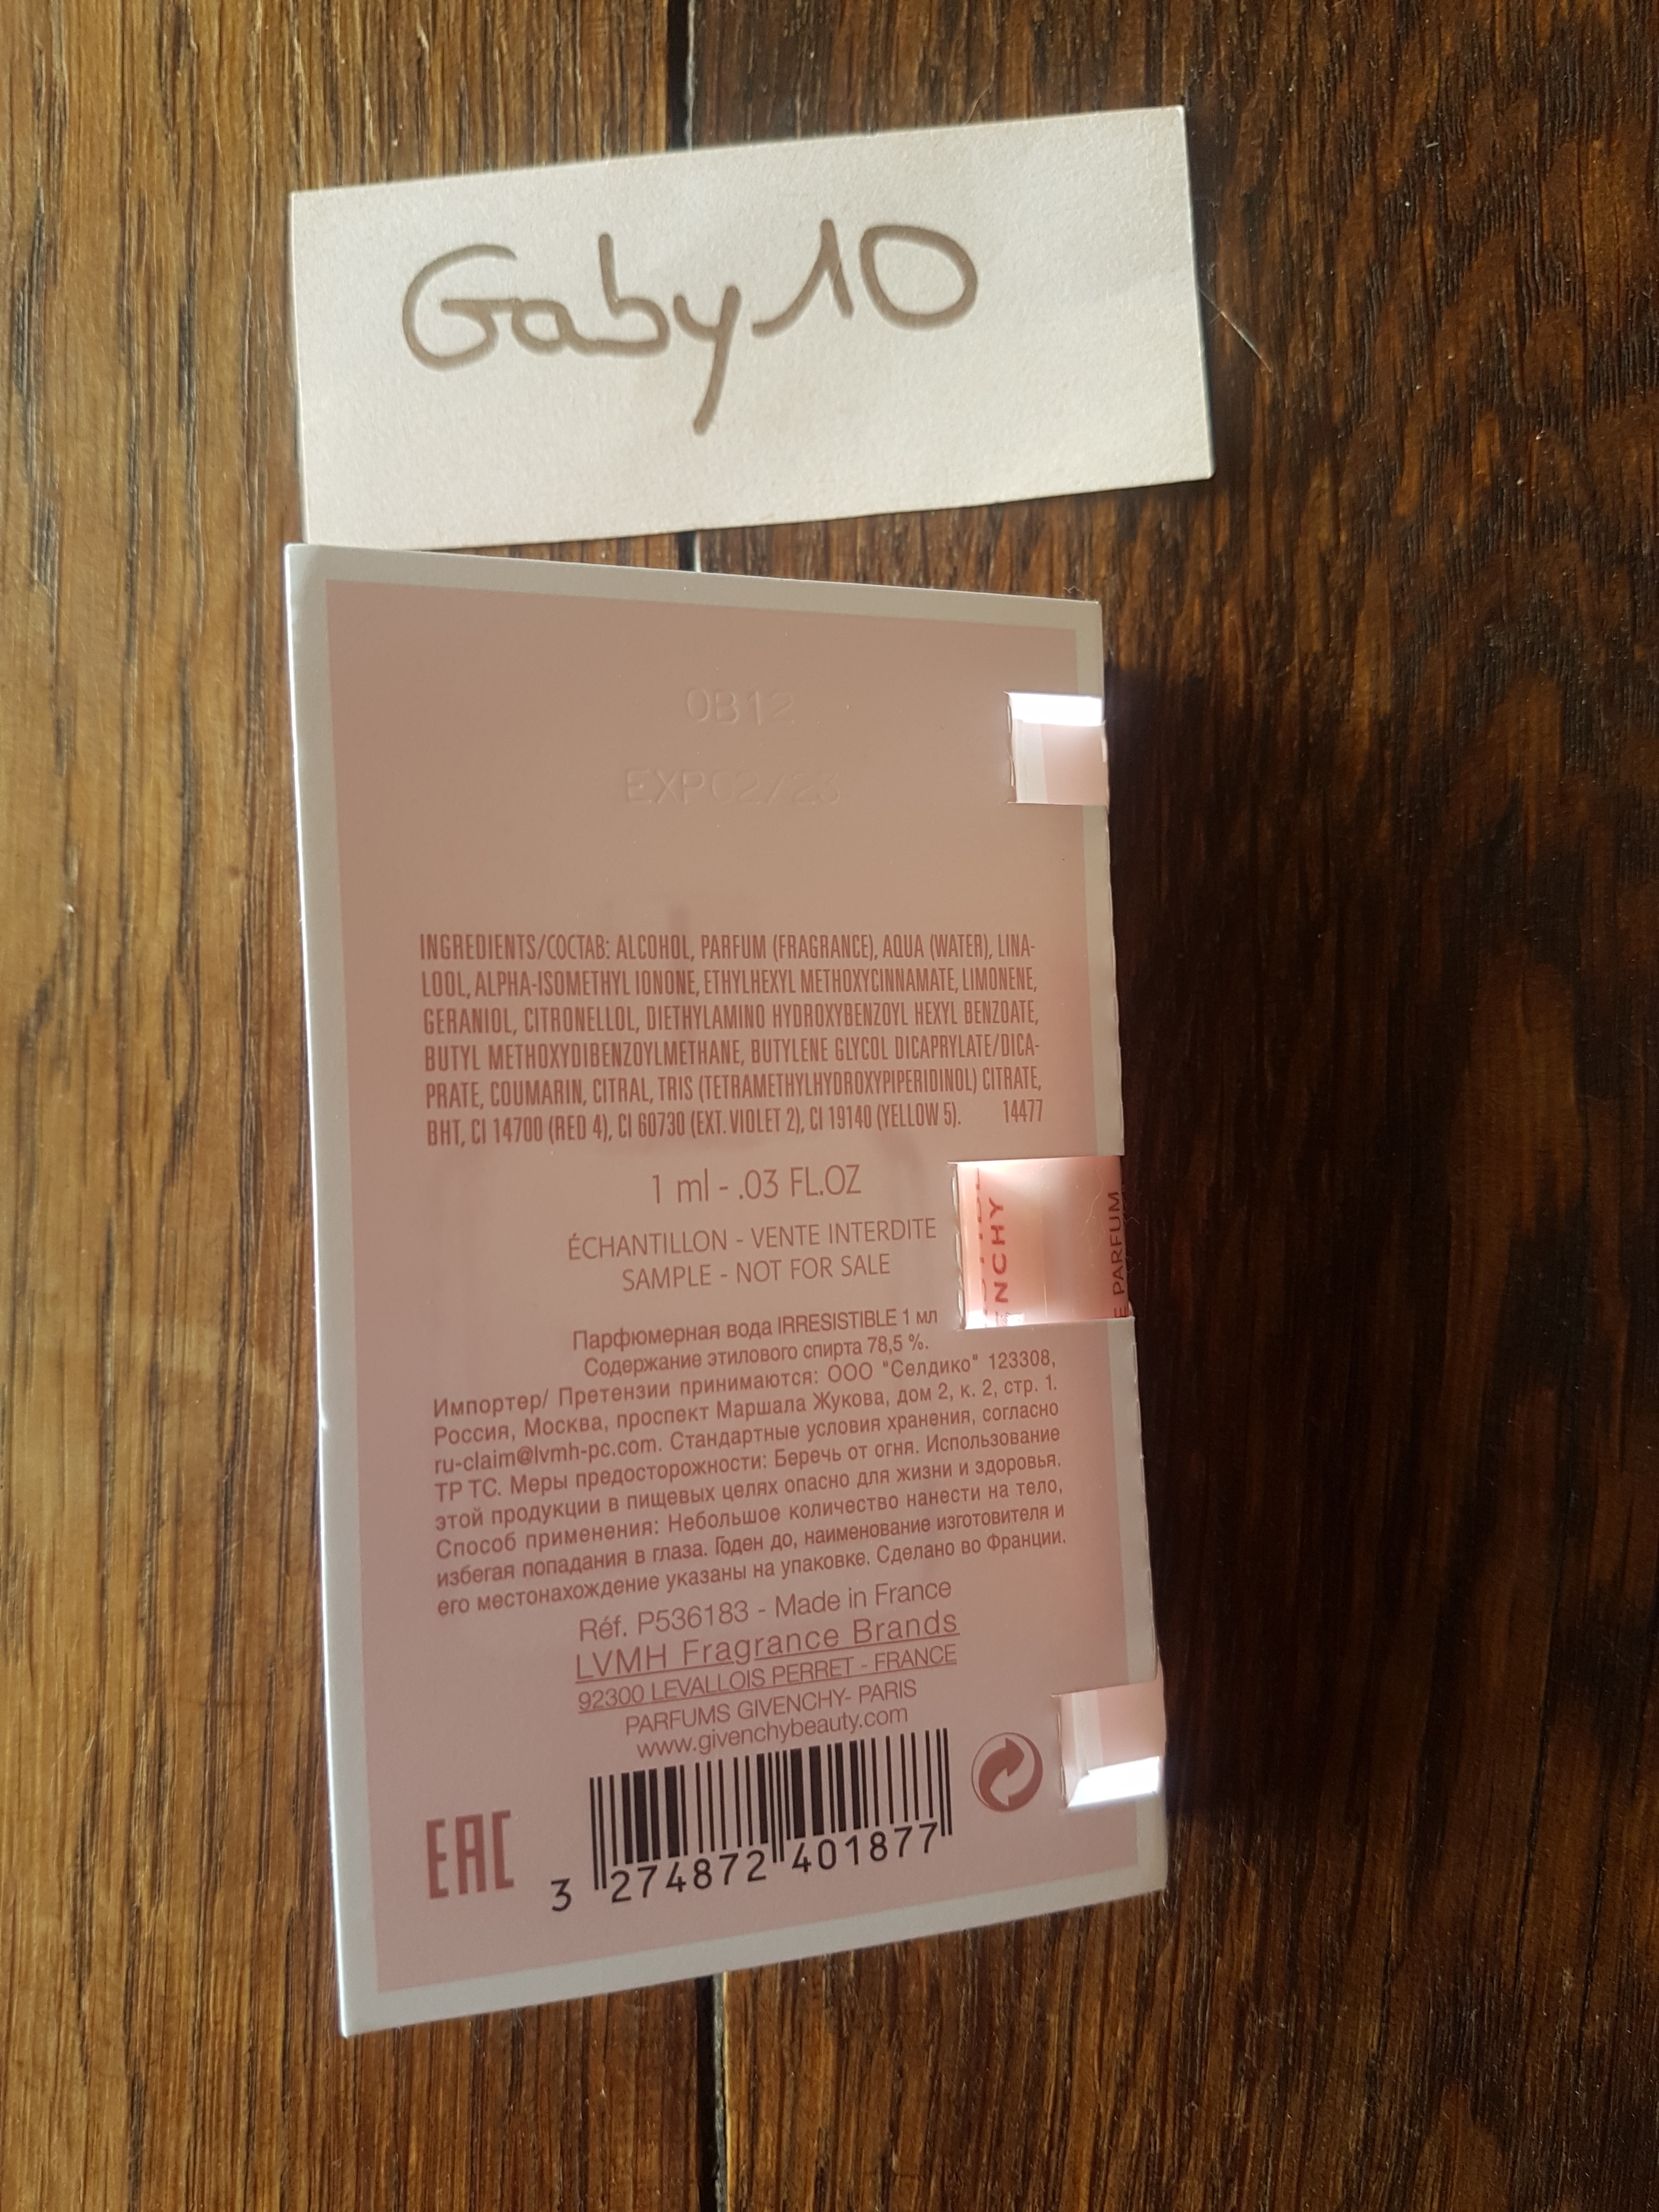 Gaby10
0B12
EXP02/23
INGREDIENTS/COCTAB: ALCOHOL, PARFUM (FRAGRANCE), AQUA (WATER), LINA-
LOOL, ALPHA-ISOMETHYL IONONE, ETHYLHEXYL METHOXYCINNAMATE, LIMONENE,
GERANIOL, CITRONELLOL, DIETHYLAMINO HYDROXYBENZOYL HEXYL BENZOATE,
BUTYL METHOXYDIBENZOYLMETHANE, BUTYLENE GLYCOL DICAPRYLATE/DICA-
PRATE, COUMARIN, CITRAL, TRIS (TETRAMETHYLHYDROXYPIPERIDINOL) CITRATE,
BHT, CI 14700 (RED 4), CI 60730 (EXT. VIOLET 2), CI 19140 (YELLOW 5). 14477
1 ml - .03 FL.OZ
ÉCHANTILLON - VENTE INTERDITE
SAMPLE - NOT FOR SALE
NCHY
E PARFUM
Парфюмерная вода IRRESISTIBLE 1 мл
Содержание этилового спирта 78,5 %.
Импортер/ Претензии принимаются: ООО "Селдико" 123308,
Россия, Москва, проспект Маршала Жукова, дом 2, к. 2, стр. 1.
ru-claim@lvmh-pc.com. Стандартные условия хранения, согласно
ТР ТС. Меры предосторожности: Беречь от огня. Использование
этой продукции в пищевых целях опасно для жизни и здоровья.
Способ применения: Небольшое количество нанести на тело,
избегая попадания в глаза. Годен до, наименование изготовителя и
его местонахождение указаны на упаковке. Сделано во Франции.
Réf. P536183 - Made in France
LVMH Fragrance Brands
92300 LEVALLOIS PERRET - FRANCE
PARFUMS GIVENCHY- PARIS
www.givenchybeauty.com
EAC
3 274872 401877